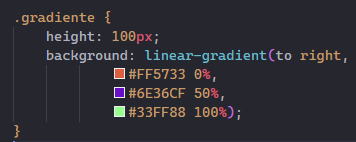 .gradiente {
height: 100px;
background: linear-gradient(to right,
#FF5733 0%,
#6E36CF 50%,
#33FF88 100%);
}